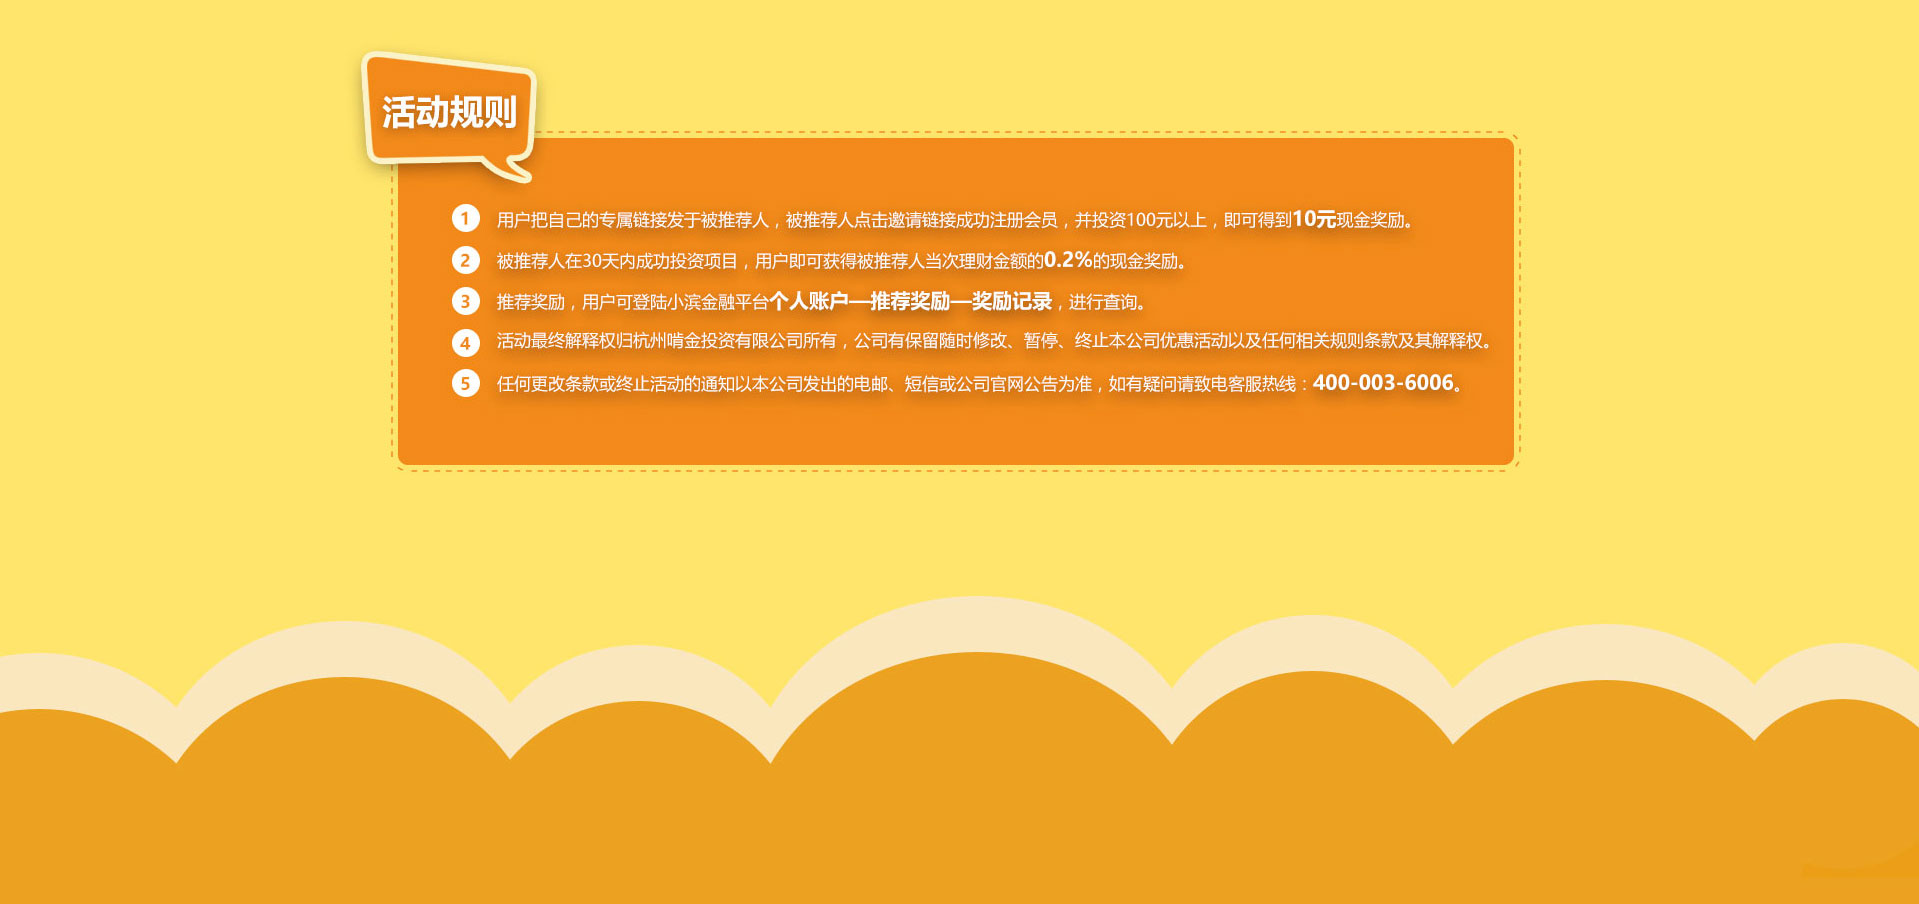 活动规则
1 用户把自己的专属链接发于被推荐人，被推荐人点击邀请链接成功注册会员，并投资100元以上，即可得到10元现金奖励。
2 被推荐人在30天内成功投资项目，用户即可获得被推荐人当次理财金额的0.2%的现金奖励。
3 推荐奖励，用户可登陆小滨金融平台个人账户—推荐奖励—奖励记录，进行查询。
4 活动最终解释权归杭州啃金投资有限公司所有，公司有保留随时修改、暂停、终止本公司优惠活动以及任何相关规则条款及其解释权。
5 任何更改条款或终止活动的通知以本公司发出的电邮、短信或公司官网公告为准，如有疑问请致电客服热线：400-003-6006。